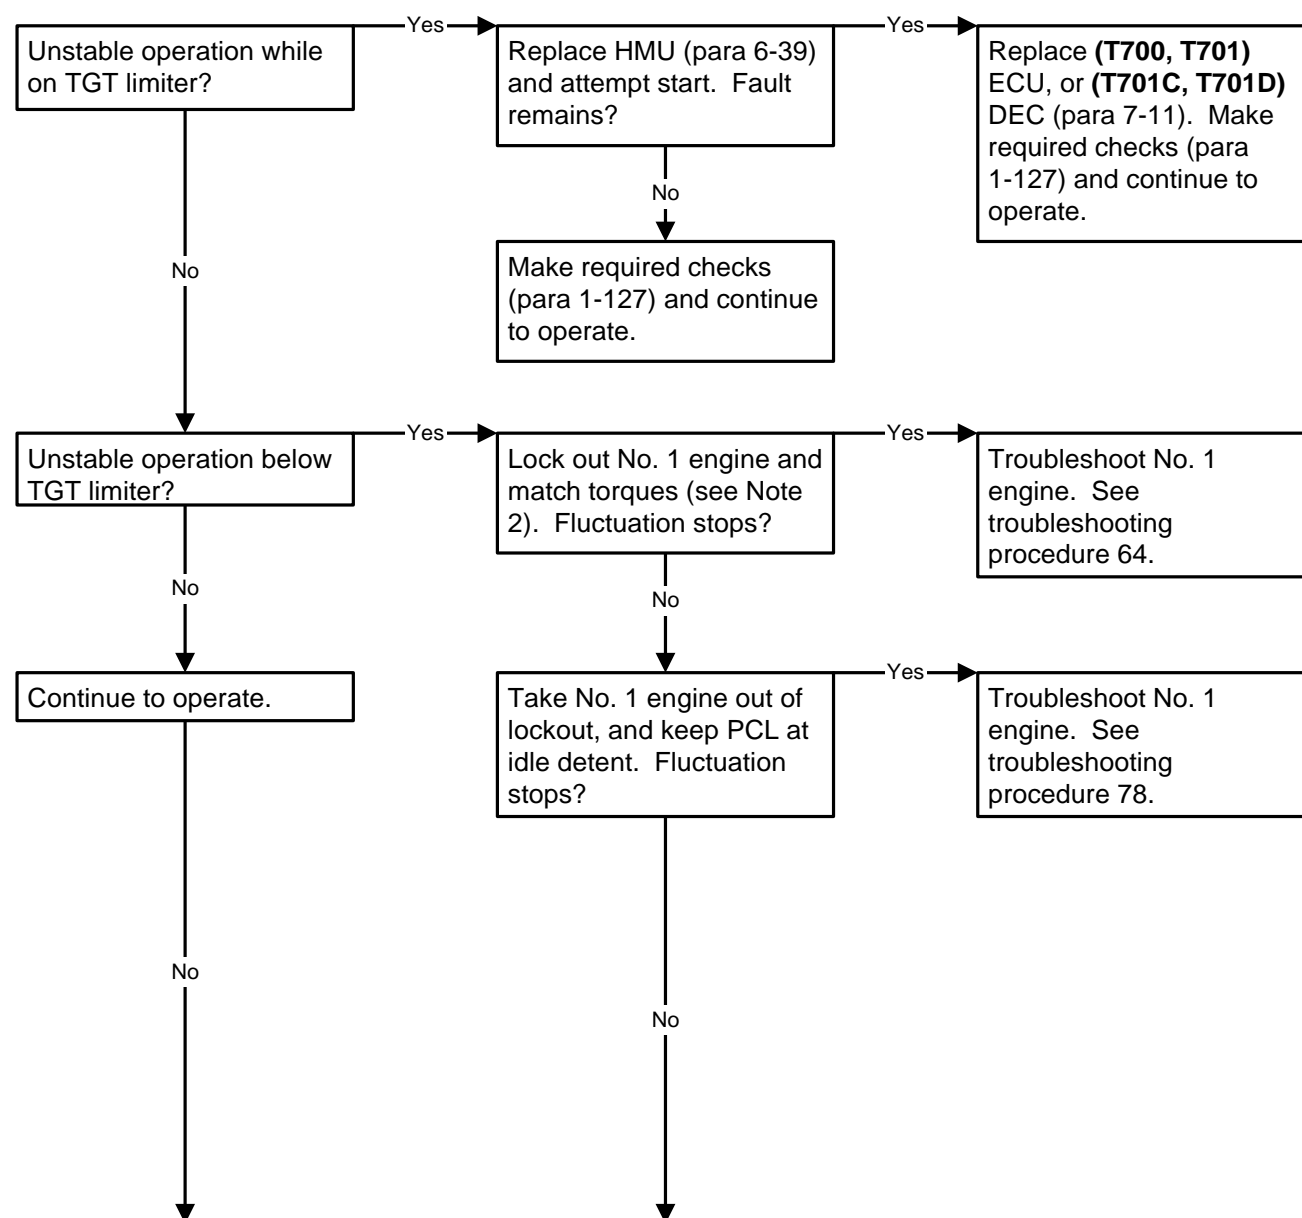 Unstable operation while
on TGT limiter?
Yes
Replace HMU (para 6-39)
and attempt start.  Fault
remains?
Yes
Replace (T700, T701)
ECU, or (T701C, T701D)
DEC (para 7-11).  Make
required checks (para
1-127) and continue to
operate.
No
Make required checks
(para 1-127) and continue
to operate.
No
Unstable operation below
TGT limiter?
Yes
Lock out No. 1 engine and
match torques (see Note
2).  Fluctuation stops?
Yes
Troubleshoot No. 1
engine.  See
troubleshooting
procedure 64.
No
No
Continue to operate.
Take No. 1 engine out of
lockout, and keep PCL at
idle detent.  Fluctuation
stops?
Yes
Troubleshoot No. 1
engine.  See
troubleshooting
procedure 78.
No
No